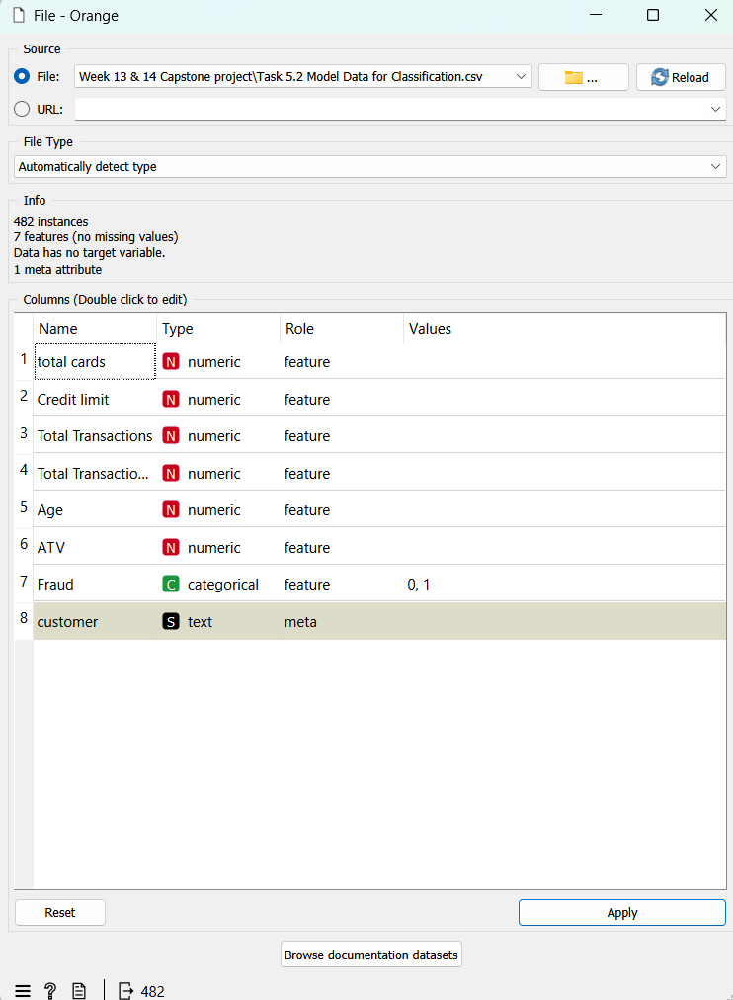 File - Orange
Source
File: Week 13 & 14 Capstone project\Task 5.2 Model Data for Classification.csv ... Reload
URL:
File Type
Automatically detect type
Info
482 instances
7 features (no missing values)
Data has no target variable.
1 meta attribute
Columns (Double click to edit)
Name Type Role Values
1 total cards N numeric feature
2 Credit limit N numeric feature
3 Total Transactions N numeric feature
4 Total Transactio... N numeric feature
5 Age N numeric feature
6 ATV N numeric feature
7 Fraud C categorical feature 0, 1
8 customer S text meta
Reset Apply
Browse documentation datasets
? 482